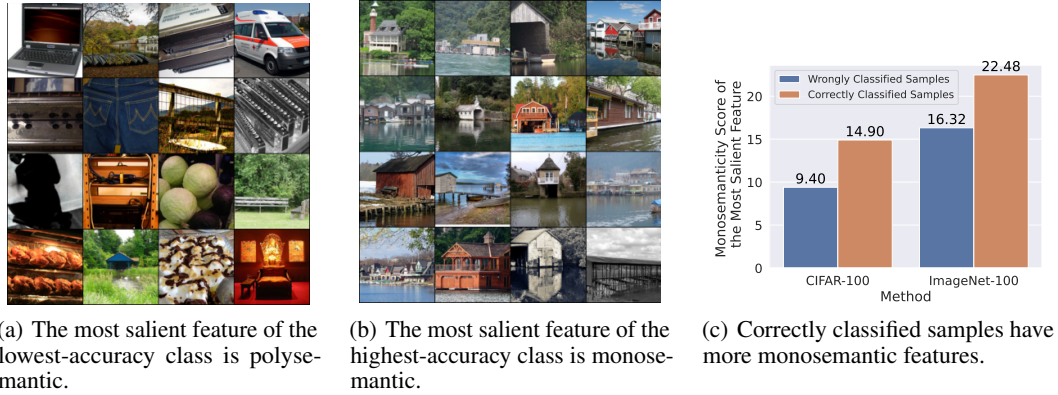 Monosemanticity Score of
the Most Salient Feature
20
15
10
5
0
Wrongly Classified Samples
Correctly Classified Samples
9.40
14.90
16.32
22.48
CIFAR-100
ImageNet-100
Method
(a) The most salient feature of the
lowest-accuracy class is polyse-
mantic.
(b) The most salient feature of the
highest-accuracy class is monose-
mantic.
(c) Correctly classified samples have
more monosemantic features.